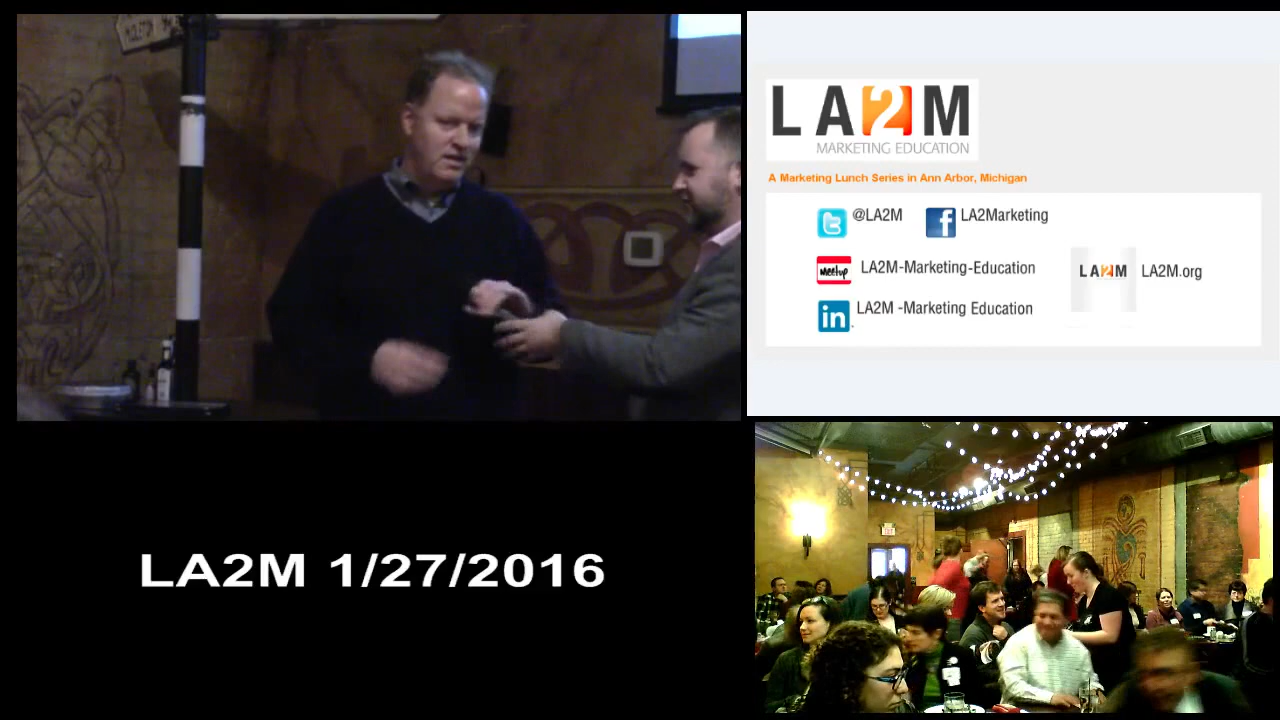 LA2M
MARKETING EDUCATION
A Marketing Lunch Series in Ann Arbor, Michigan
@LA2M
LA2Marketing
meetup
LA2M-Marketing-Education
LA2M
LA2M.org
in
LA2M -Marketing Education
LA2M 1/27/2016